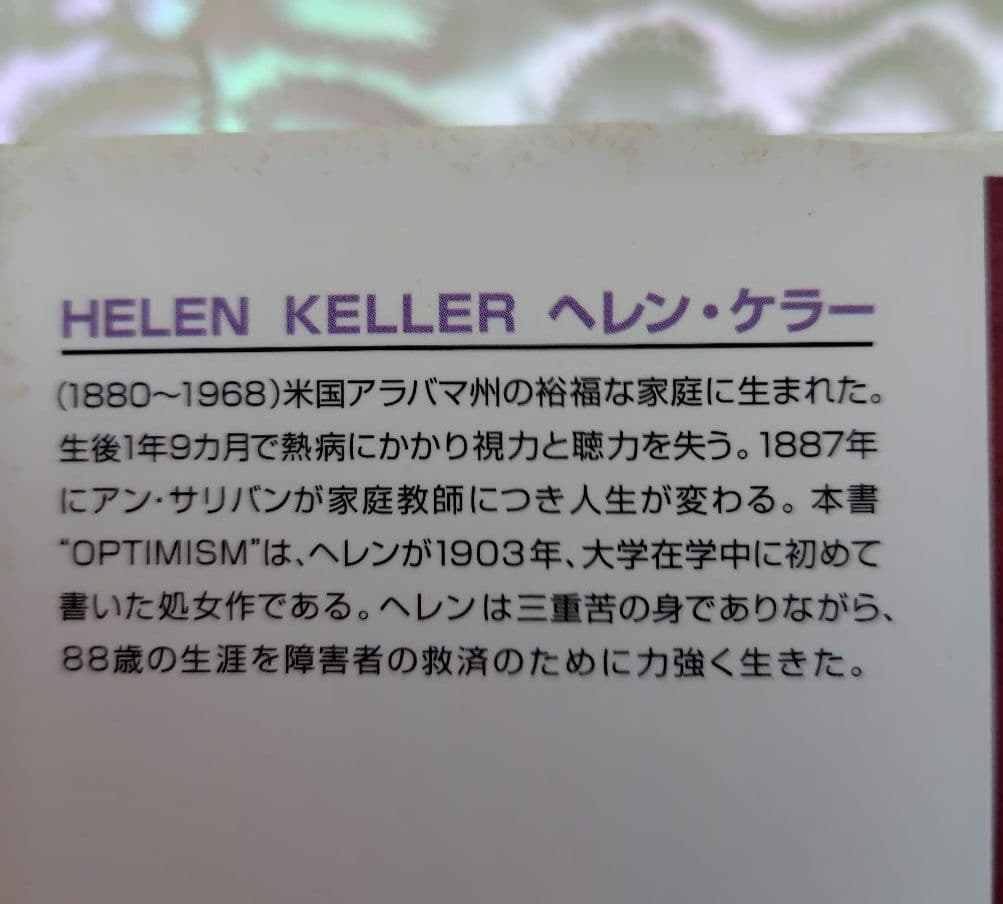 HELEN KELLER ヘレン・ケラー
(1880〜1968)米国アラバマ州の裕福な家庭に生まれた。
生後1年9カ月で熱病にかかり視力と聴力を失う。1887年
にアン・サリバンが家庭教師につき人生が変わる。本書
“OPTIMISM”は、ヘレンが1903年、大学在学中に初めて
書いた処女作である。ヘレンは三重苦の身でありながら、
88歳の生涯を障害者の救済のために力強く生きた。